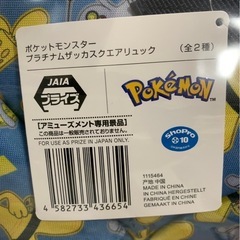 ポケットモンスター
プラチナムザッカスクエアリュック
(全2種)
JAIA
プライズ
POKéMON
ShoPro
10
【アミューズメント専用景品】
この商品は一般に販売されておりません
FOR USE AS PRIZE IN JAPAN ONLY.
4 582733 436654
1115464
产地 中国
MADE IN CHINA
IN CHINA HERGESTELLT
FABRIQUÉ EN CHINE
GEMAAKT IN CHINA